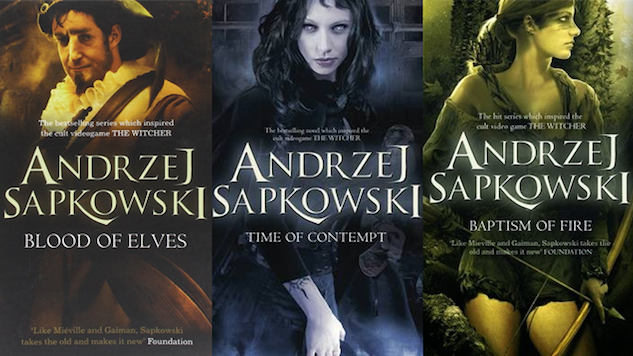 The bestselling series which inspired the
cult videogame THE WITCHER
ANDRZEJ
SAPKOWSKI
BLOOD OF ELVES
'Like Miéville and Gaiman, Sapkowski
takes the old and makes it new' Foundation
The bestselling novel which inspired the
cult videogame THE WITCHER
ANDRZEJ
SAPKOWSKI
TIME OF CONTEMPT
The hit series which inspired the
cult video game THE WITCHER
ANDRZEJ
SAPKOWSKI
BAPTISM OF FIRE
'Like Mieville and Gaiman, Sapkowski takes the
old and makes it new' FOUNDATION